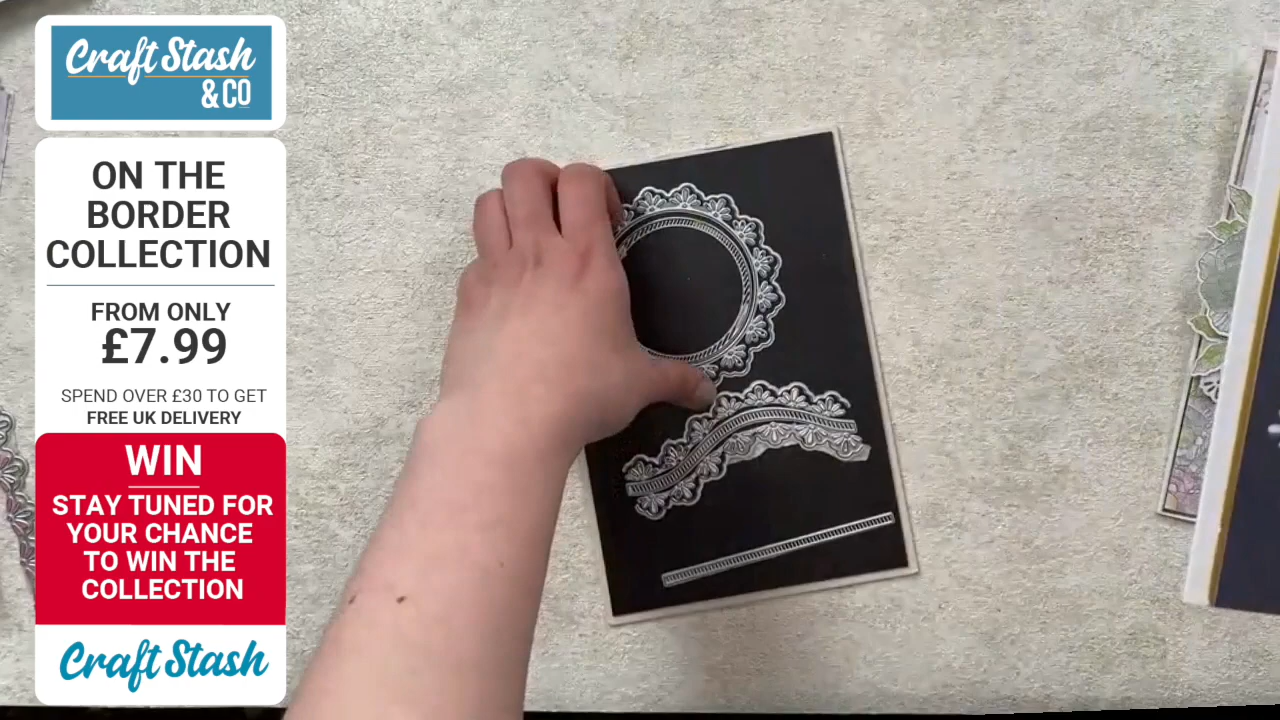 Craft Stash
& CO
ON THE
BORDER
COLLECTION
FROM ONLY
£7.99
SPEND OVER £30 TO GET
FREE UK DELIVERY
WIN
STAY TUNED FOR
YOUR CHANCE
TO WIN THE
COLLECTION
Craft Stash